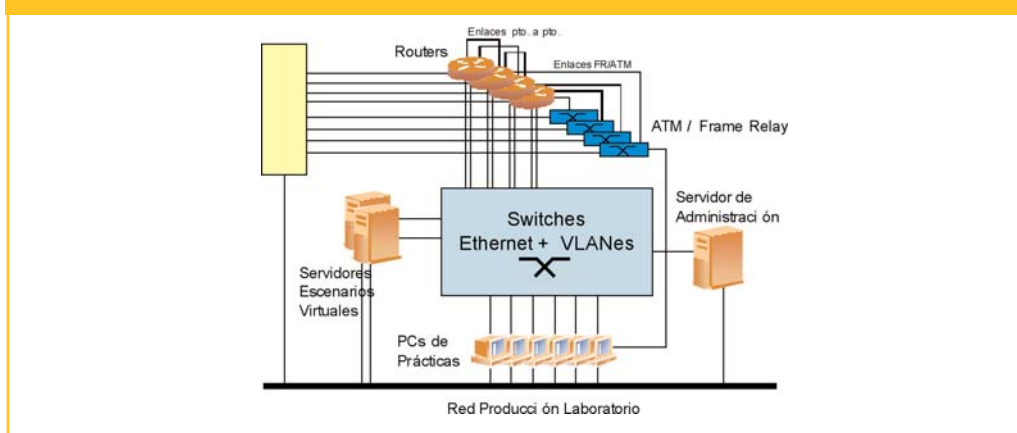 Enlaces pto. a pto.
Routers
Enlaces FR/ATM
ATM / Frame Relay
Switches
Ethernet + VLANes
Servidor de
Administraci ón
Servidores
Escenarios
Virtuales
PCs de
Prácticas
Red Producci ón Laboratorio